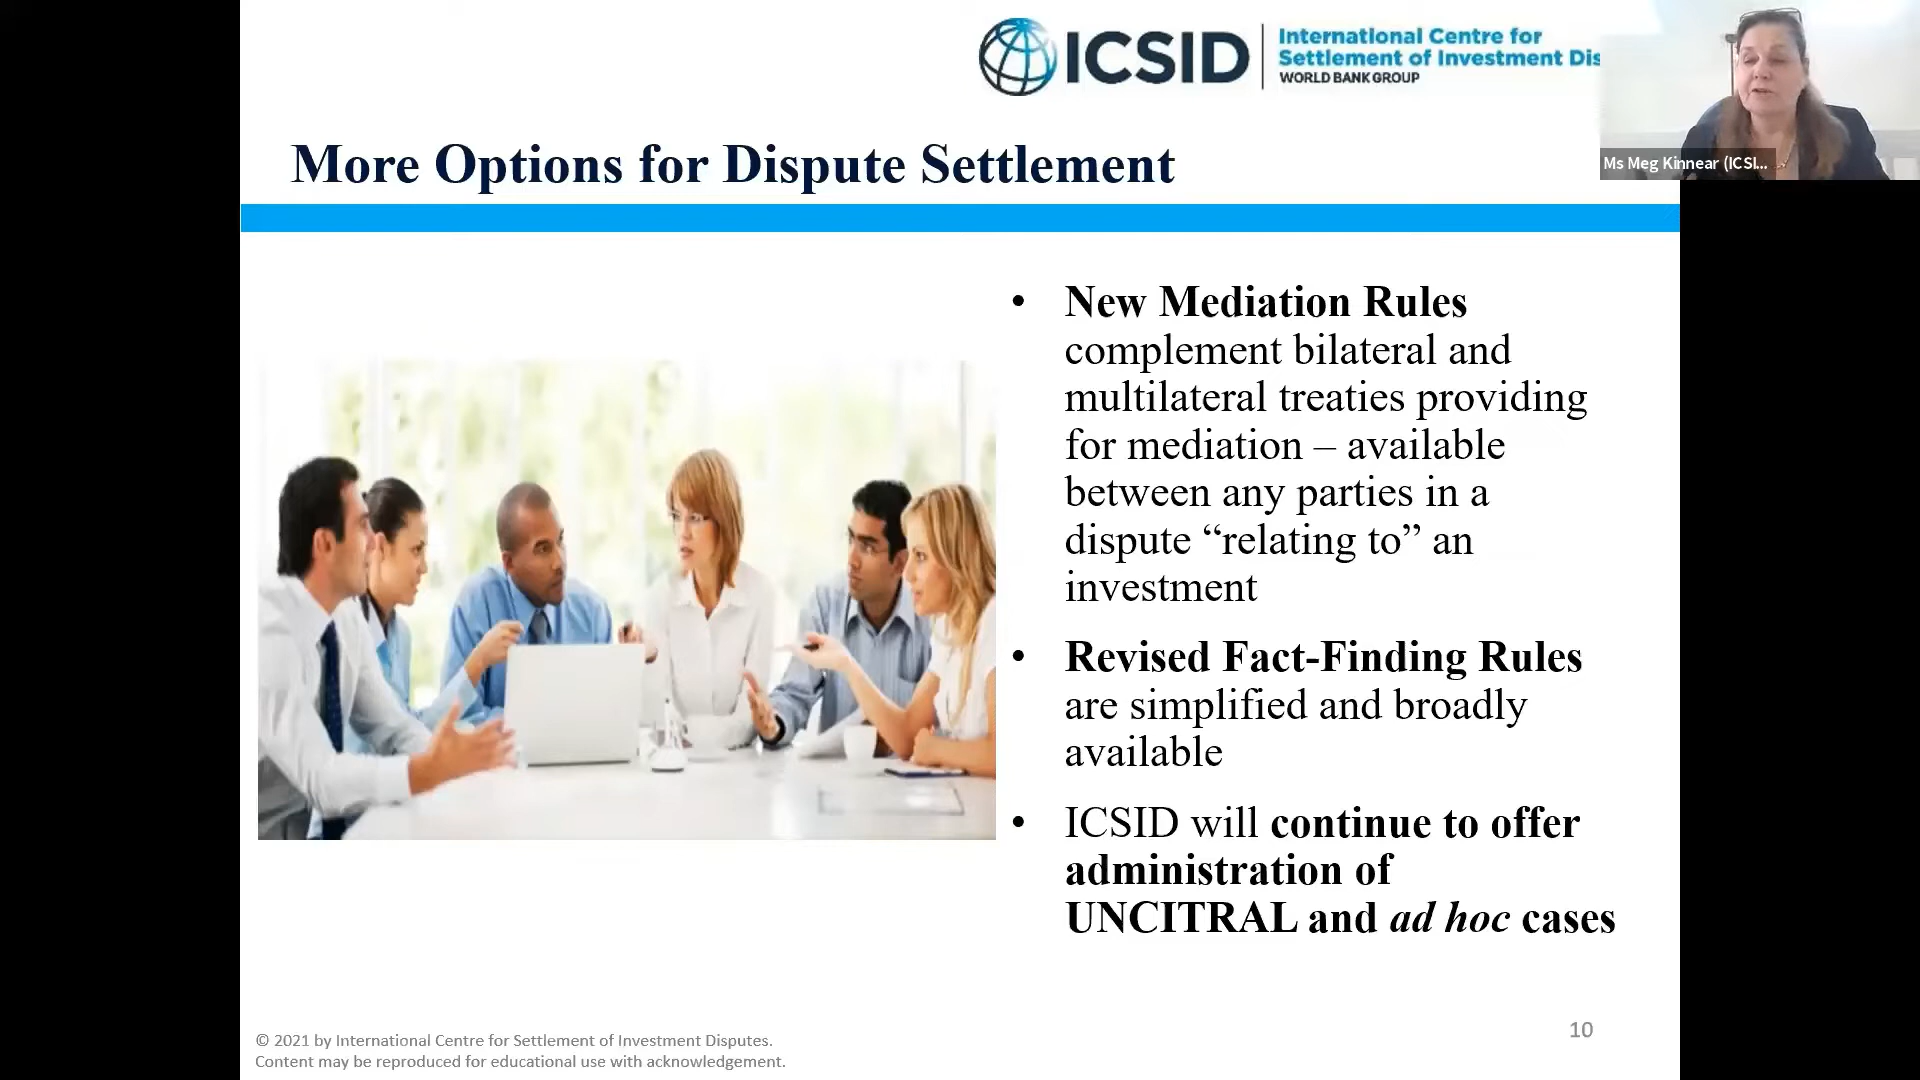 ICSID
International Centre for
Settlement of Investment Dis
WORLD BANK GROUP
Ms Meg Kinnear (ICSI...
More Options for Dispute Settlement
• New Mediation Rules
complement bilateral and
multilateral treaties providing
for mediation – available
between any parties in a
dispute “relating to” an
investment
• Revised Fact-Finding Rules
are simplified and broadly
available
• ICSID will continue to offer
administration of
UNCITRAL and ad hoc cases
© 2021 by International Centre for Settlement of Investment Disputes.
Content may be reproduced for educational use with acknowledgement.
10